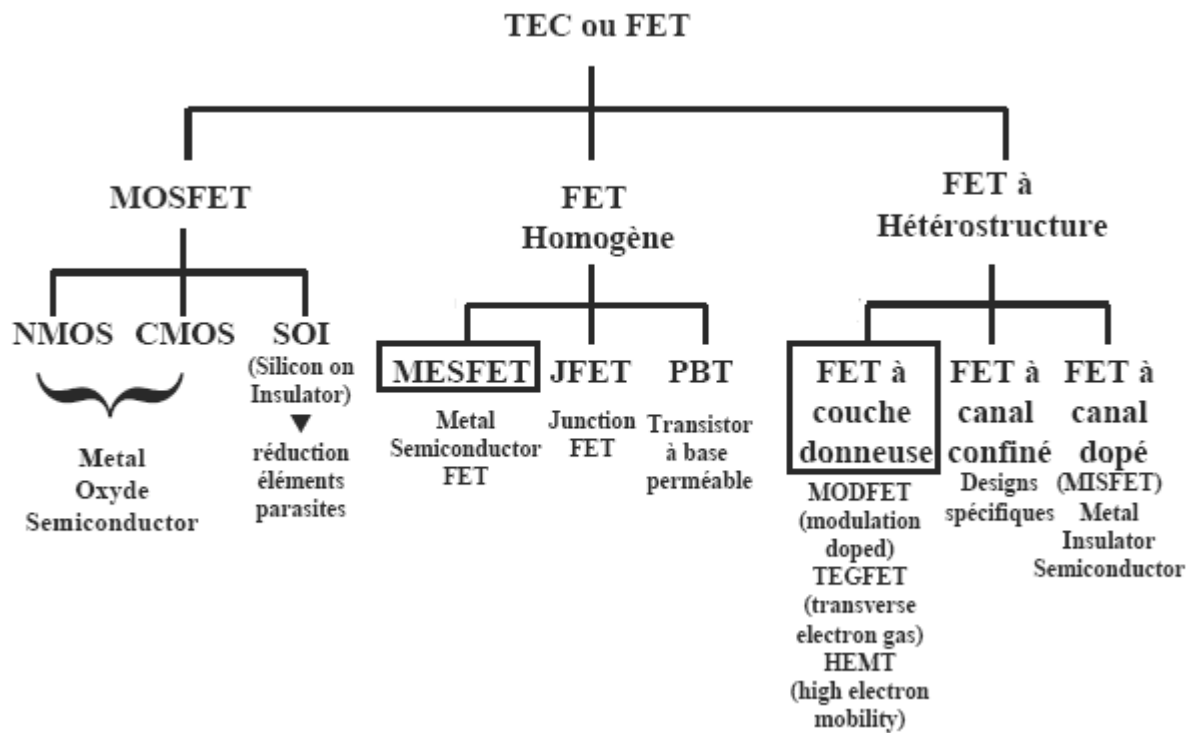 TEC ou FET
MOSFET
FET
Homogène
FET à
Hétérostructure
NMOS
CMOS
SOI
(Silicon on
Insulator)
réduction
éléments
parasites
Metal
Oxyde
Semiconductor
MESFET
Metal
Semiconductor
FET
JFET
Junction
FET
PBT
Transistor
à base
perméable
FET à
couche
donneuse
MODFET
(modulation
doped)
TEGFET
(transverse
electron gas)
HEMT
(high electron
mobility)
FET à
canal
confiné
Designs
spécifiques
FET à
canal
dopé
(MISFET)
Metal
Insulator
Semiconductor